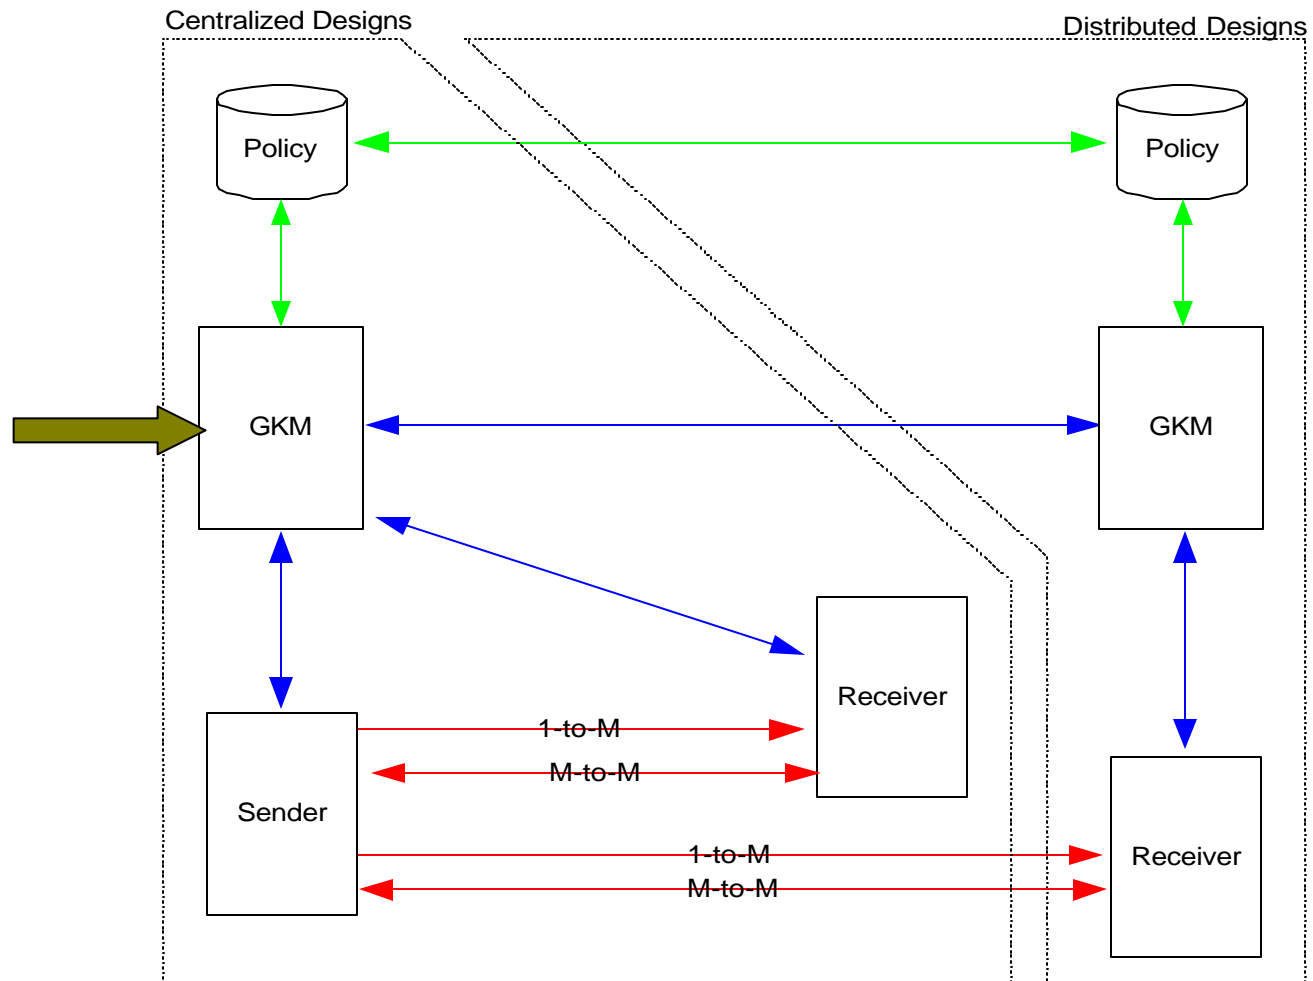 Centralized Designs
Distributed Designs
Policy
Policy
GKM
GKM
Receiver
1-to-M
M-to-M
Sender
1-to-M
Receiver
M-to-M